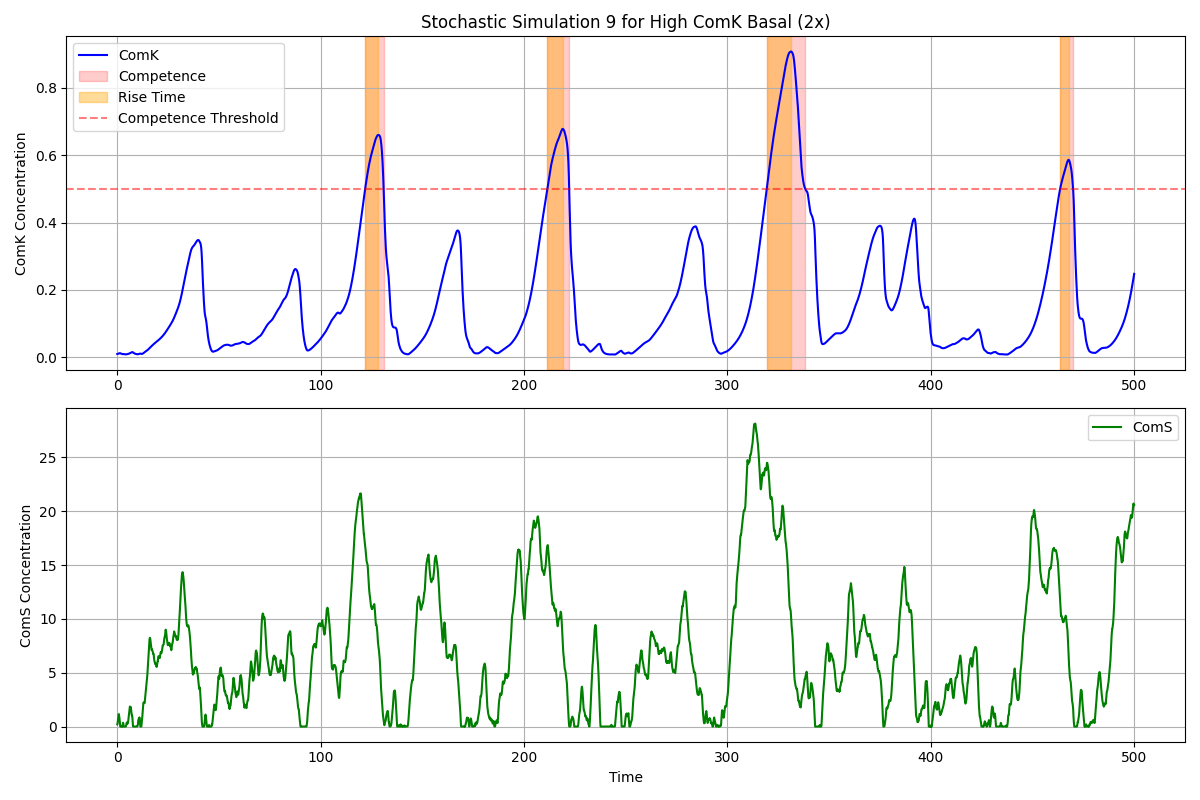 Stochastic Simulation 9 for High ComK Basal (2x)
ComK
Competence
Rise Time
Competence Threshold
ComK Concentration
0.8
0.6
0.4
0.2
0.0
0 100 200 300 400 500
ComS
ComS Concentration
25
20
15
10
5
0
0 100 200 300 400 500
Time